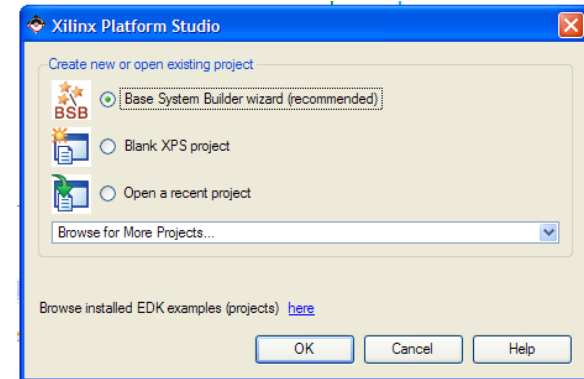 Xilinx Platform Studio
Create new or open existing project
BSB
Base System Builder wizard (recommended)
Blank XPS project
Open a recent project
Browse for More Projects...
Browse installed EDK examples (projects) here
OK Cancel Help